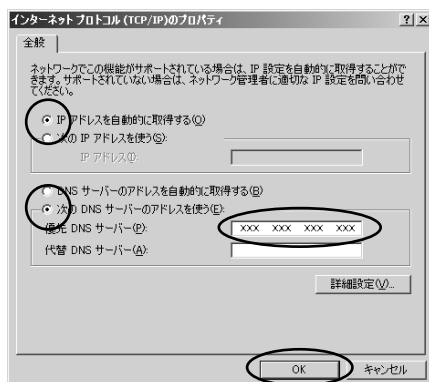 インターネット プロトコル (TCP/IP)のプロパティ
? ×
全般
ネットワークでこの機能がサポートされている場合は、IP 設定を自動的に取得することがで
きます。サポートされていない場合は、ネットワーク管理者に適切な IP 設定を問い合わせ
てください。
IP アドレスを自動的に取得する(O)
次の IP アドレスを使う(S):
IP アドレス(I):
DNS サーバーのアドレスを自動的に取得する(B)
次の DNS サーバーのアドレスを使う(E):
優先 DNS サーバー(P):
xxx xxx xxx xxx
代替 DNS サーバー(A):
詳細設定(V)...
OK
キャンセル